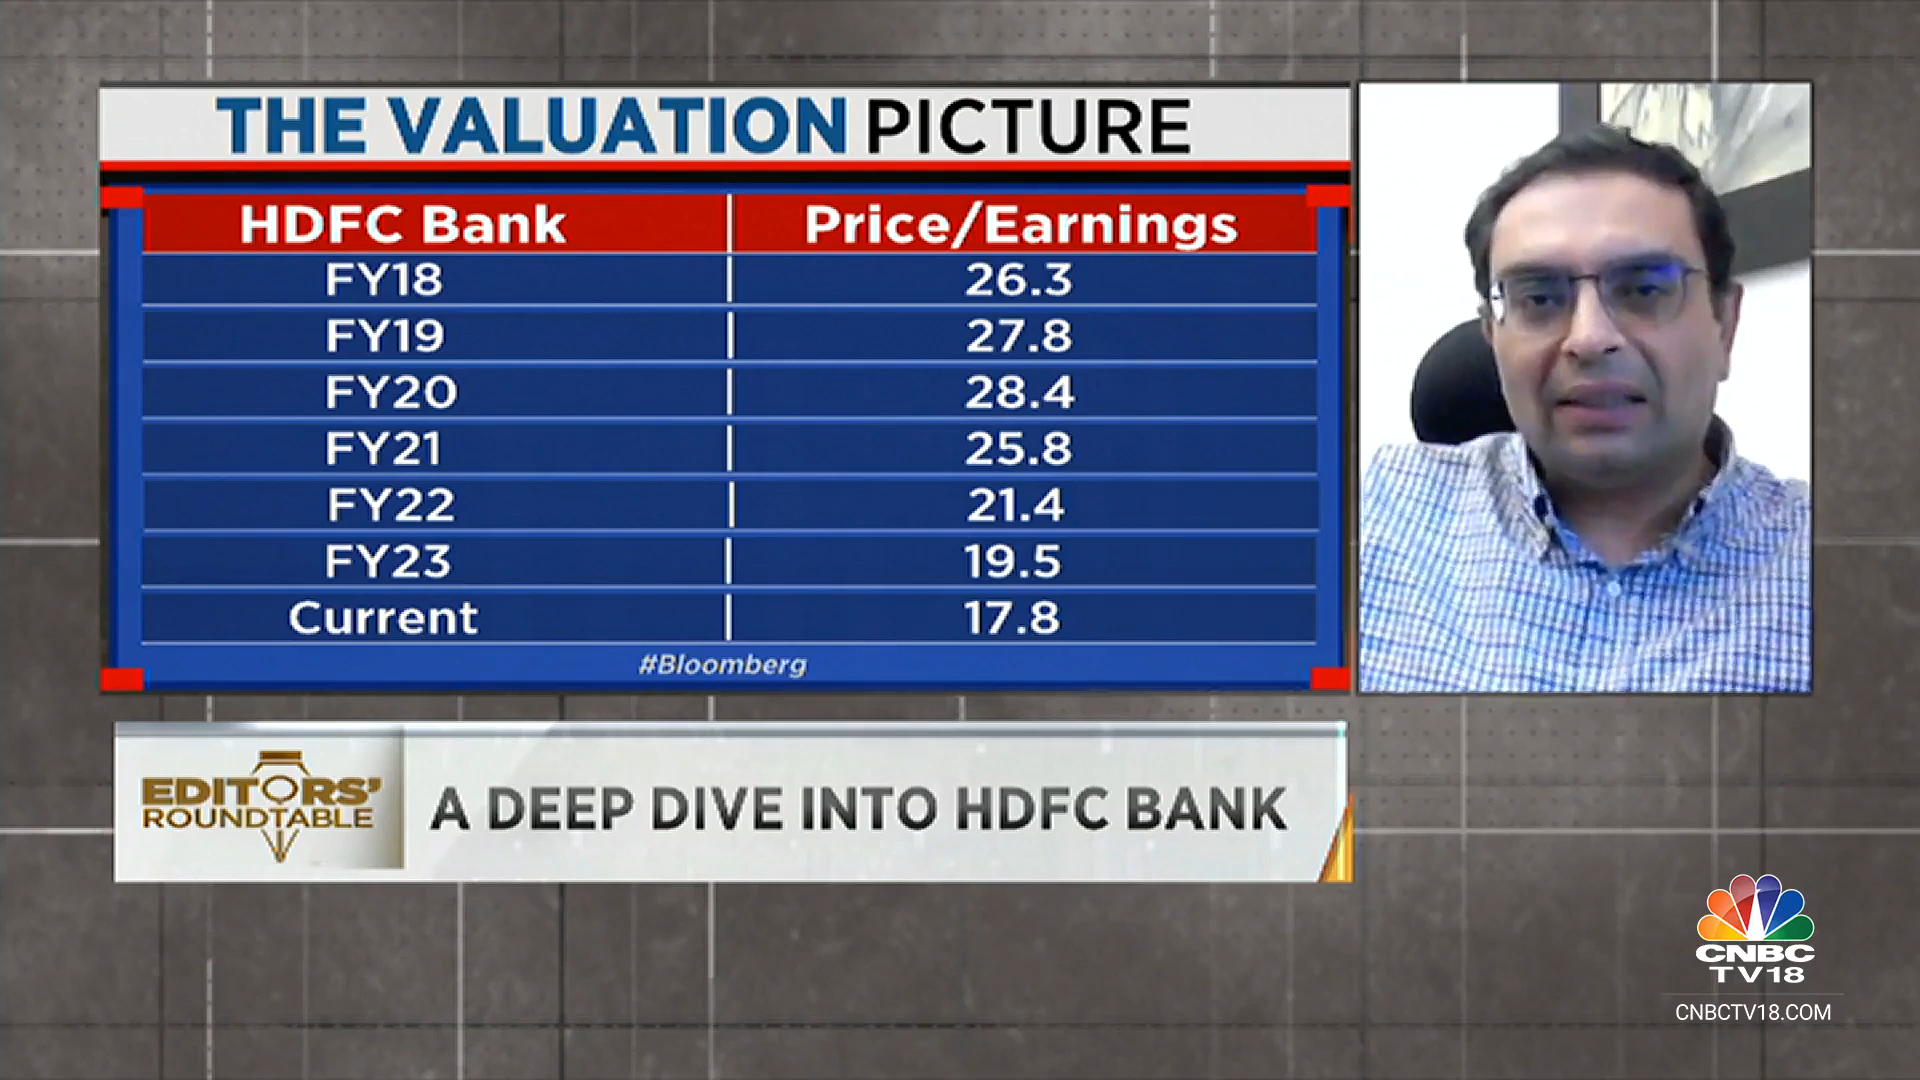 THE VALUATION PICTURE
HDFC Bank Price/Earnings
FY18 26.3
FY19 27.8
FY20 28.4
FY21 25.8
FY22 21.4
FY23 19.5
Current 17.8
#Bloomberg
EDITORS'
ROUNDTABLE
A DEEP DIVE INTO HDFC BANK
CNBC
TV18
CNBCTV18.COM